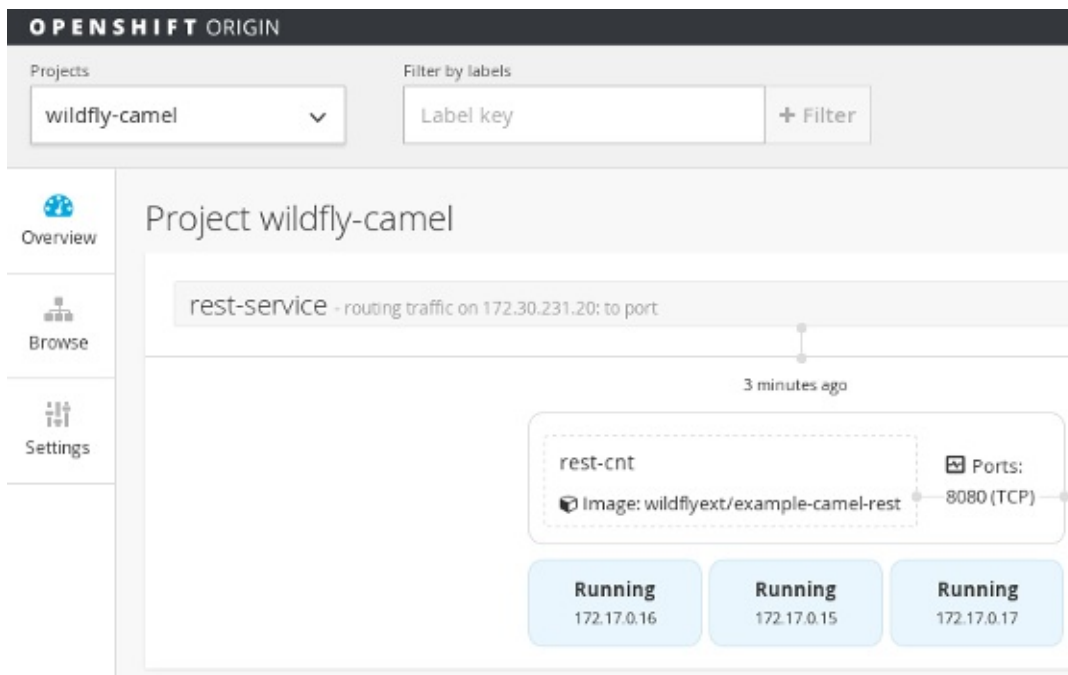 OPENSHIFT ORIGIN
Projects
Filter by labels
wildfly-camel
Label key
+ Filter
Overview
Project wildfly-camel
rest-service - routing traffic on 172.30.231.20: to port
Browse
3 minutes ago
Settings
rest-cnt
Image: wildflyext/example-camel-rest
Ports:
8080 (TCP)
Running
172.17.0.16
Running
172.17.0.15
Running
172.17.0.17